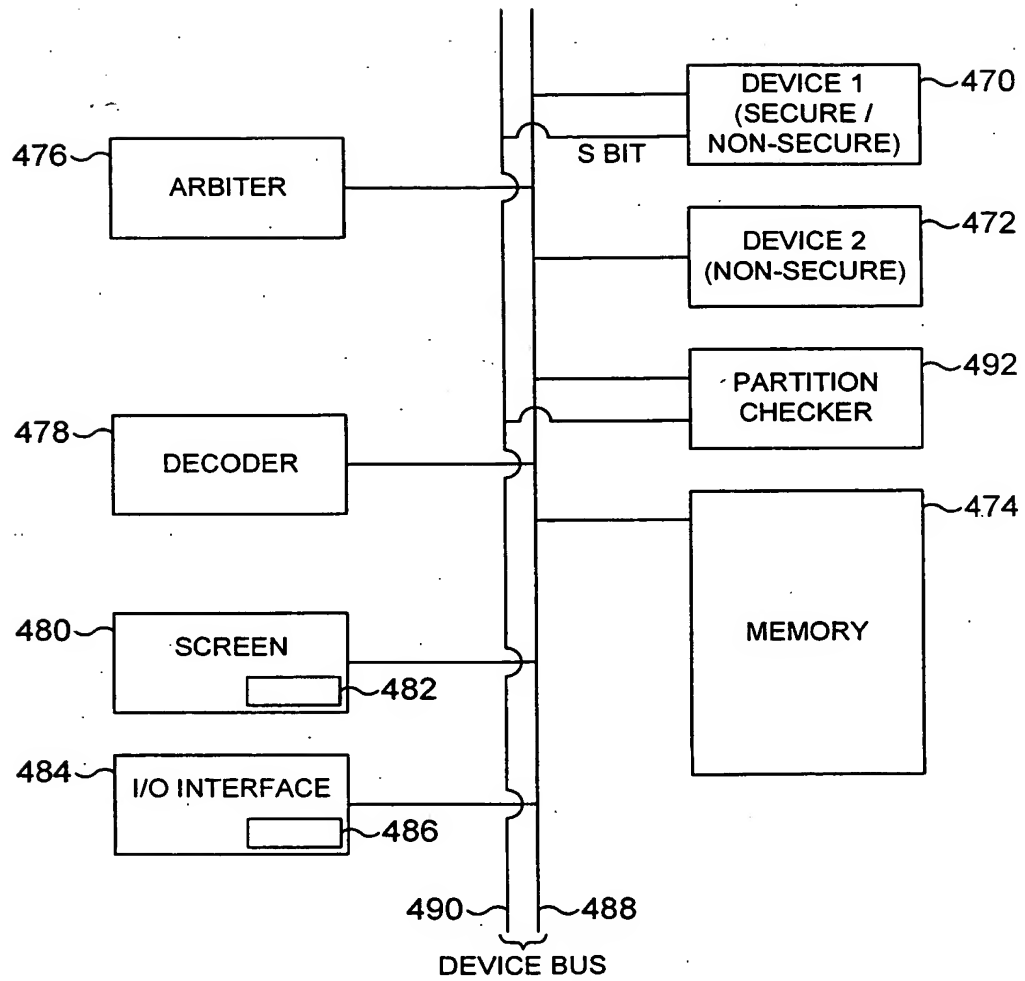 DEVICE 1
(SECURE /
NON-SECURE)
470
S BIT
476
ARBITER
DEVICE 2
(NON-SECURE)
472
PARTITION
CHECKER
492
478
DECODER
474
MEMORY
480
SCREEN
482
484
I/O INTERFACE
486
490
488
DEVICE BUS